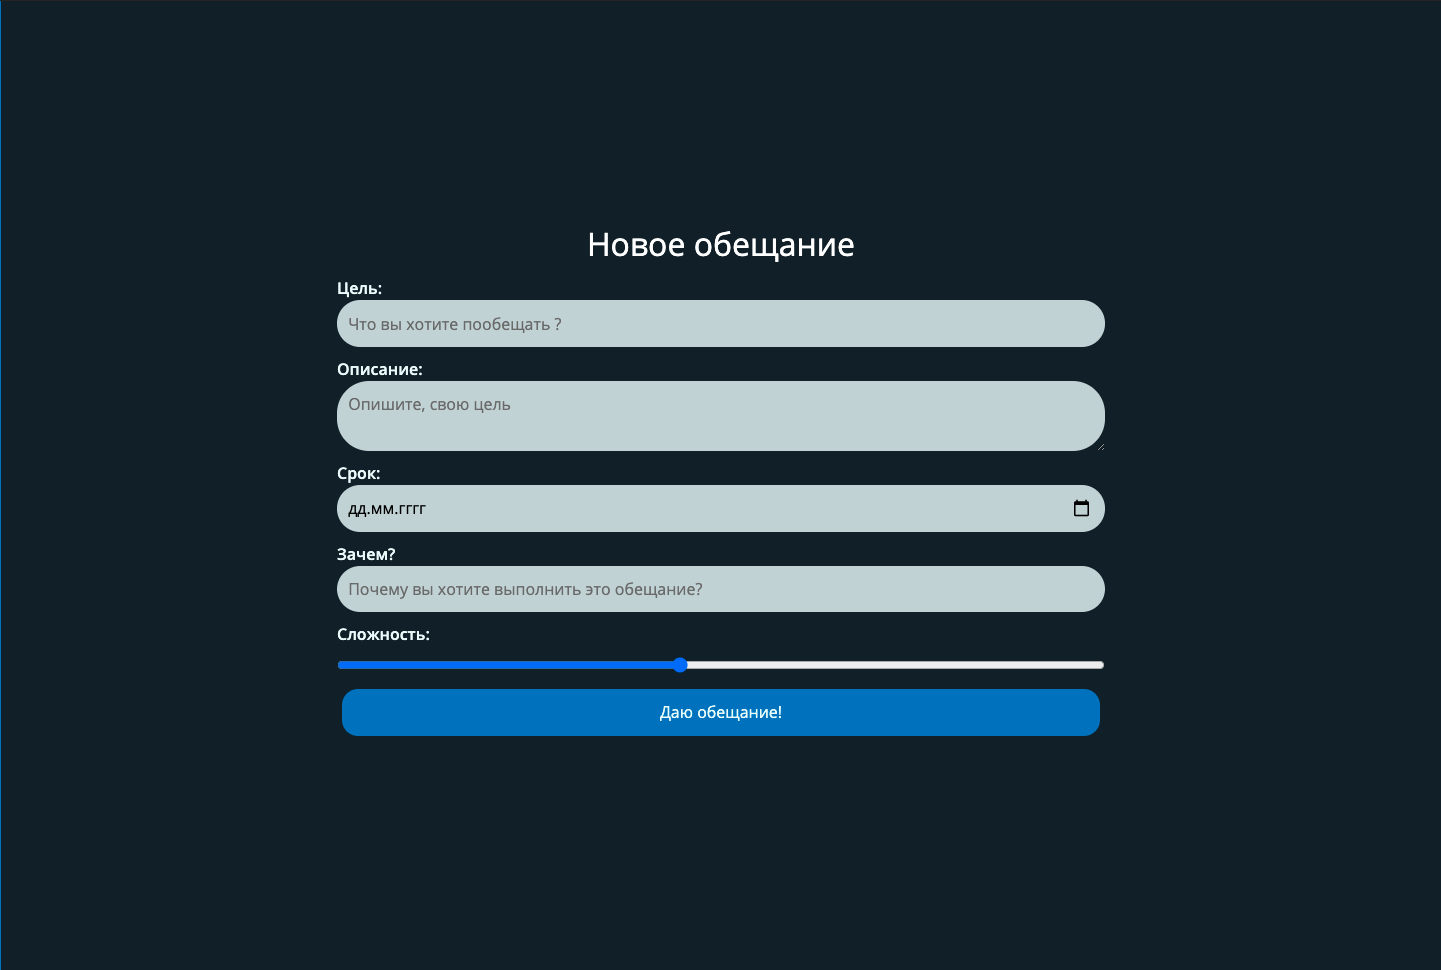 Новое обещание
Цель:
Что вы хотите пообещать ?
Описание:
Опишите, свою цель
Срок:
дд.мм.гггг
Зачем?
Почему вы хотите выполнить это обещание?
Сложность:
Даю обещание!